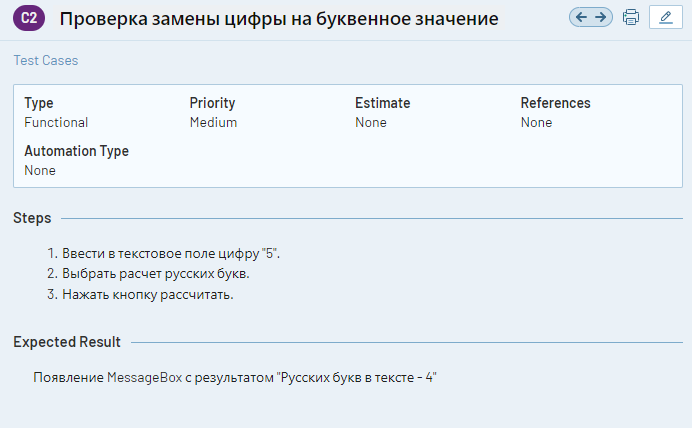 C2 Проверка замены цифры на буквенное значение
Test Cases
Type Priority Estimate References
Functional Medium None None
Automation Type
None
Steps
1. Ввести в текстовое поле цифру "5".
2. Выбрать расчет русских букв.
3. Нажать кнопку рассчитать.
Expected Result
Появление MessageBox с результатом "Русских букв в тексте - 4"